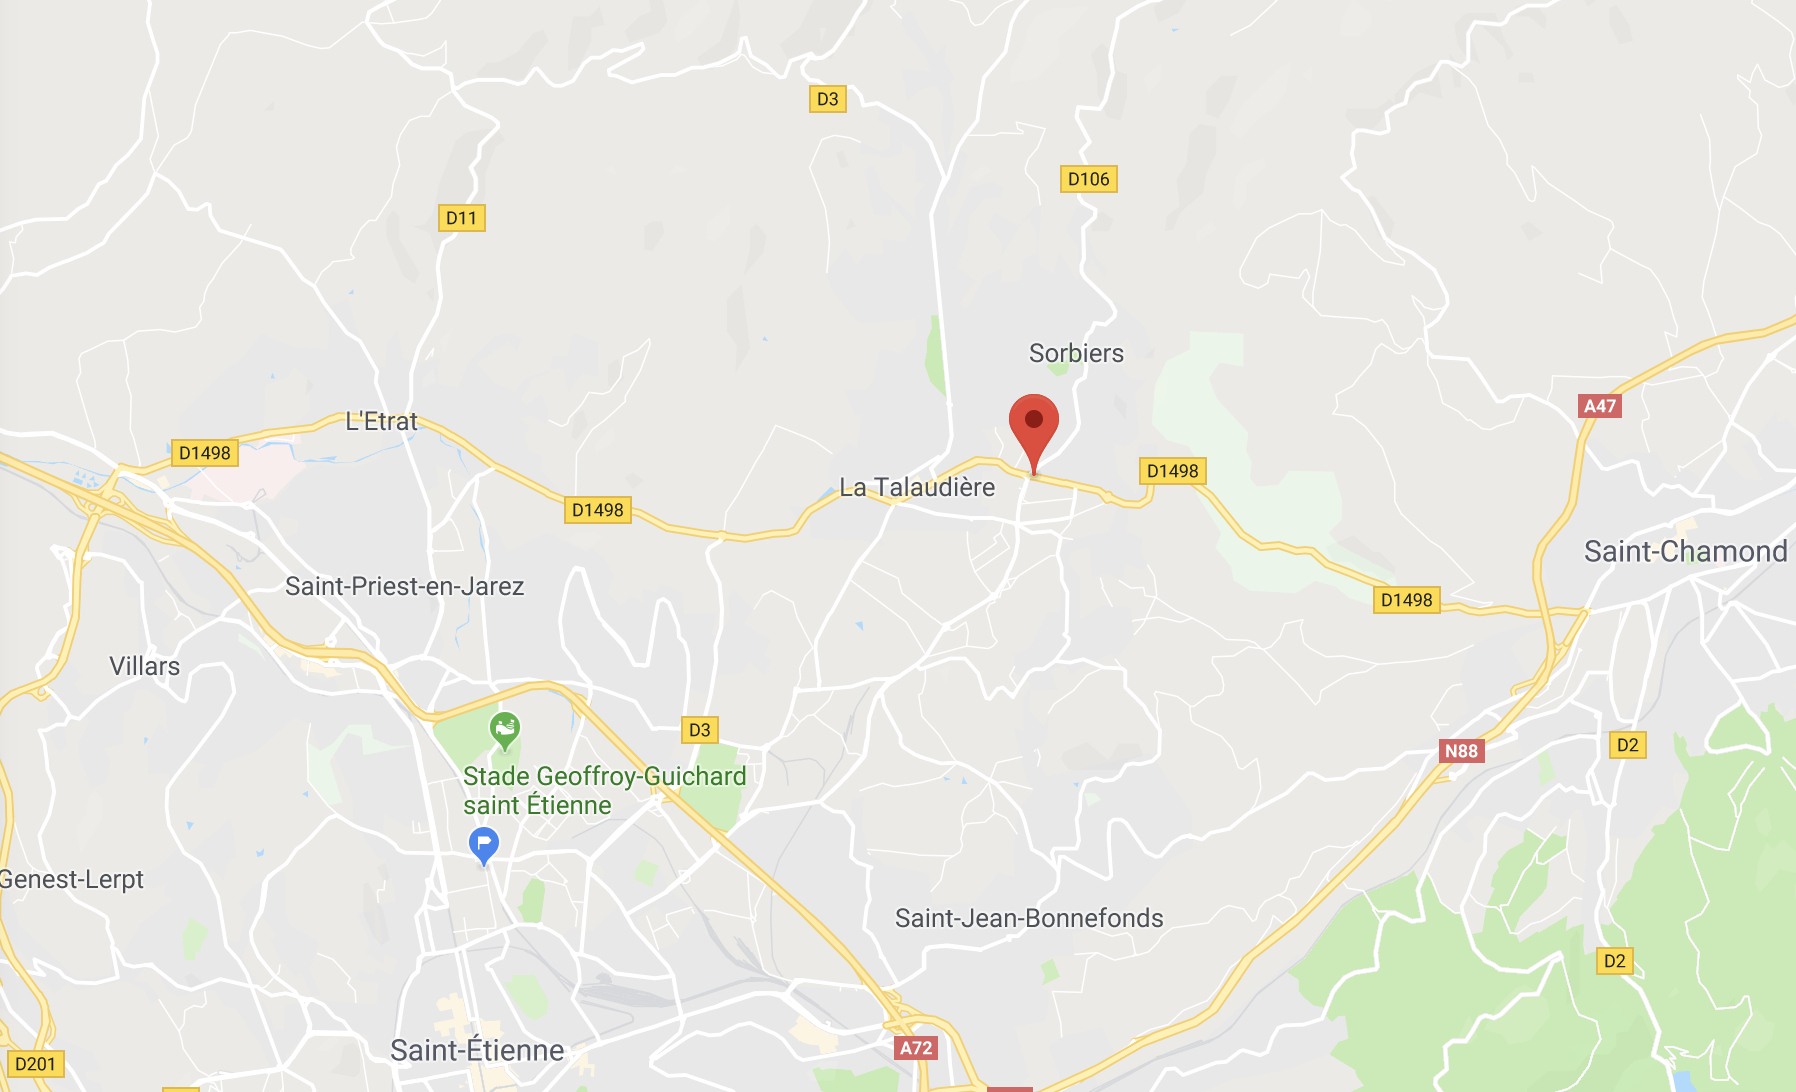 D3
D106
D11
Sorbiers
A47
L'Etrat
D1498
D1498
La Talaudière
D1498
Saint-Chamond
Saint-Priest-en-Jarez
D1498
Villars
D3
D2
N88
Stade Geoffroy-Guichard
saint Étienne
Genest-Lerpt
Saint-Jean-Bonnefonds
D2
Saint-Étienne
A72
D201